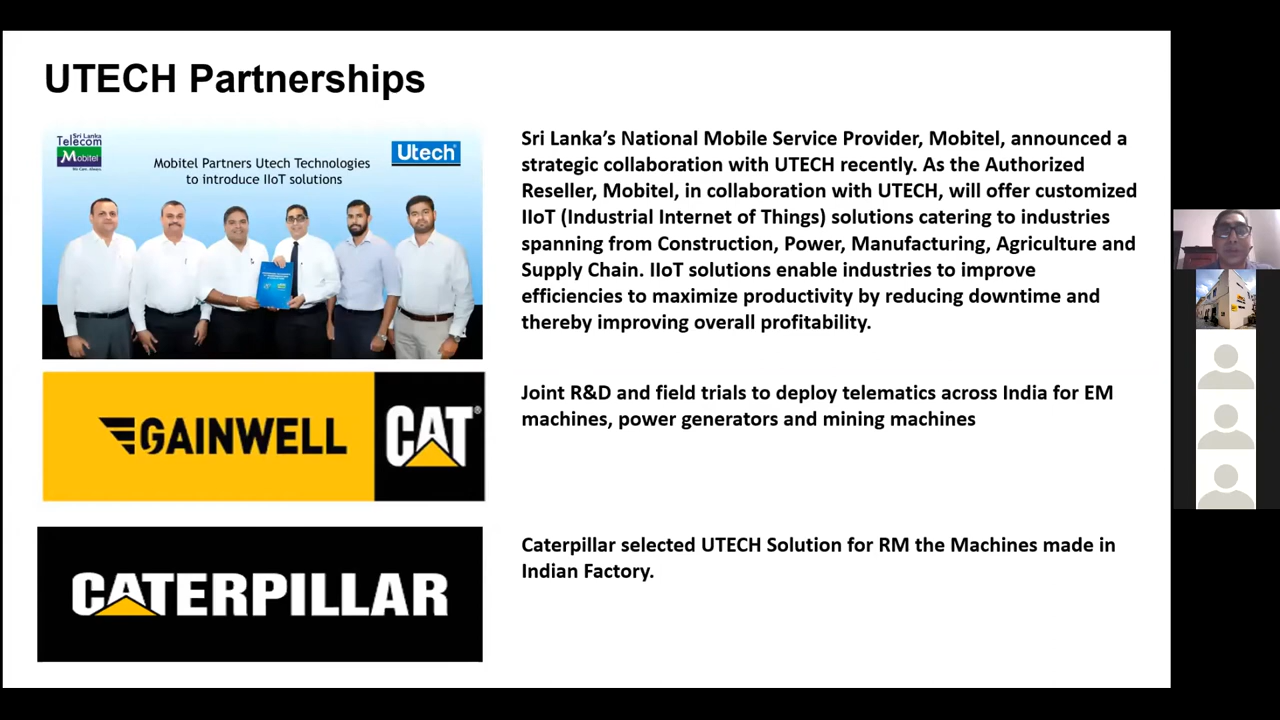 UTECH Partnerships
Sri Lanka
Telecom
Mobitel
We Care. Always.
Utech
Mobitel Partners Utech Technologies
to introduce IIoT solutions
Sri Lanka’s National Mobile Service Provider, Mobitel, announced a
strategic collaboration with UTECH recently. As the Authorized
Reseller, Mobitel, in collaboration with UTECH, will offer customized
IIoT (Industrial Internet of Things) solutions catering to industries
spanning from Construction, Power, Manufacturing, Agriculture and
Supply Chain. IIoT solutions enable industries to improve
efficiencies to maximize productivity by reducing downtime and
thereby improving overall profitability.
GAINWELL
CAT®
Joint R&D and field trials to deploy telematics across India for EM
machines, power generators and mining machines
CATERPILLAR
Caterpillar selected UTECH Solution for RM the Machines made in
Indian Factory.